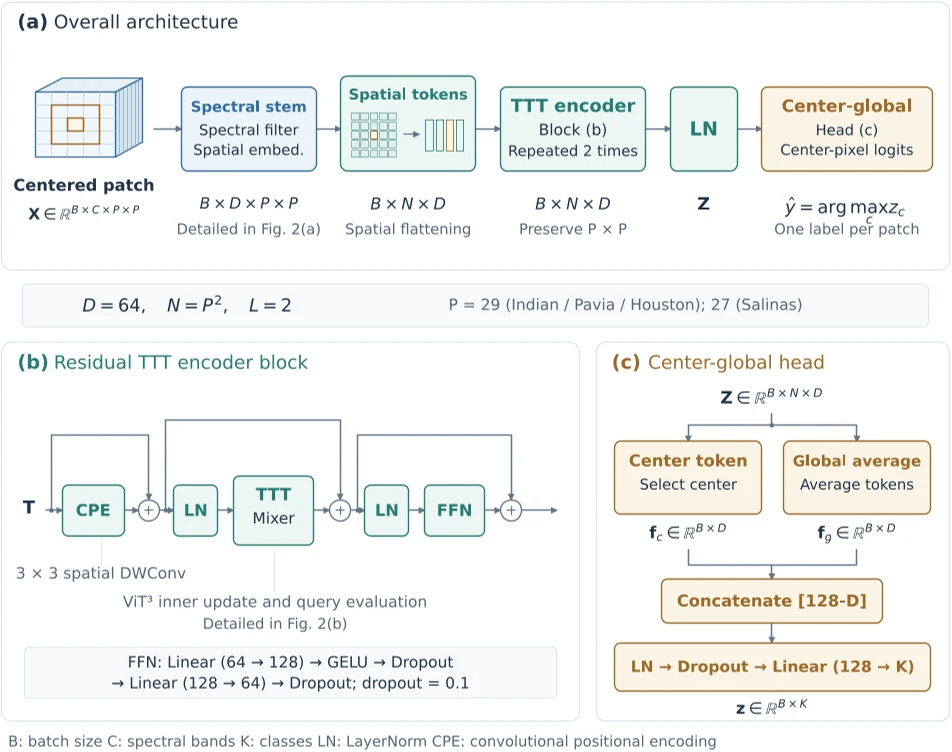 (a) Overall architecture
Centered patch
X ∈ ℝ^{B × C × P × P}
Spectral stem
Spectral filter
Spatial embed.
B × D × P × P
Detailed in Fig. 2(a)
Spatial tokens
B × N × D
Spatial flattening
TTT encoder
Block (b)
Repeated 2 times
B × N × D
Preserve P × P
LN
Z
Center-global
Head (c)
Center-pixel logits
ŷ = arg max_c z_c
One label per patch
D = 64, N = P², L = 2
P = 29 (Indian / Pavia / Houston); 27 (Salinas)
(b) Residual TTT encoder block
T
CPE
+
LN
TTT
Mixer
+
LN
FFN
+
3 × 3 spatial DWConv
ViT³ inner update and query evaluation
Detailed in Fig. 2(b)
FFN: Linear (64 → 128) → GELU → Dropout
→ Linear (128 → 64) → Dropout; dropout = 0.1
(c) Center-global head
Z ∈ ℝ^{B × N × D}
Center token
Select center
Global average
Average tokens
f_c ∈ ℝ^{B × D}
f_g ∈ ℝ^{B × D}
Concatenate [128-D]
LN → Dropout → Linear (128 → K)
z ∈ ℝ^{B × K}
B: batch size C: spectral bands K: classes LN: LayerNorm CPE: convolutional positional encoding